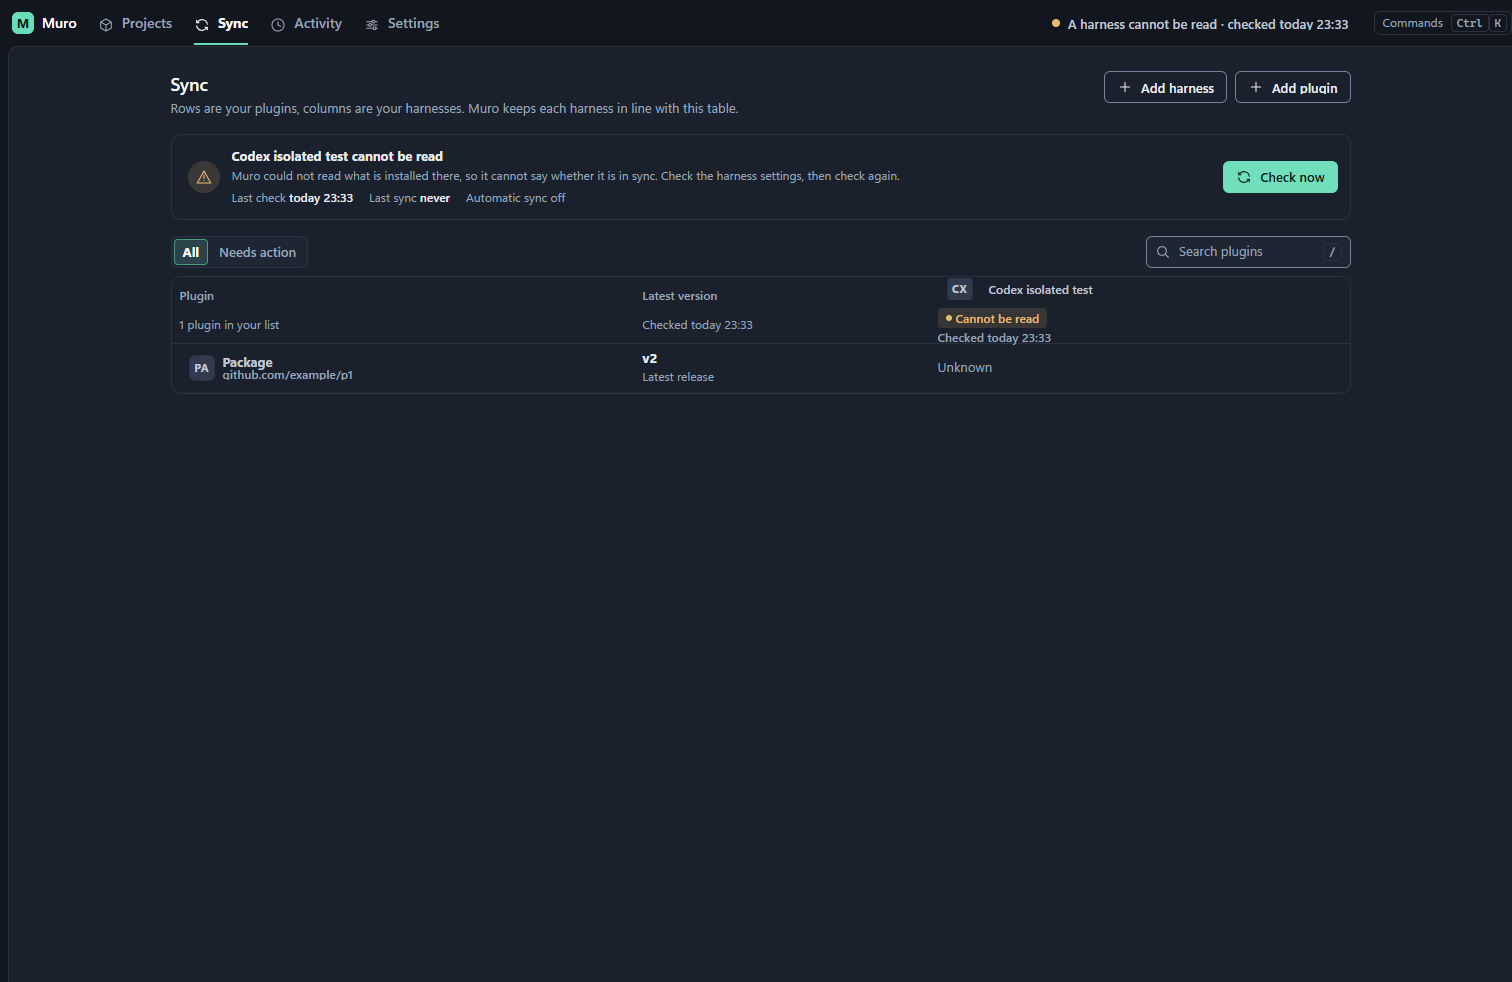 M Muro Projects Sync Activity Settings A harness cannot be read · checked today 23:33 Commands Ctrl K
Sync
Rows are your plugins, columns are your harnesses. Muro keeps each harness in line with this table.
+ Add harness + Add plugin
Codex isolated test cannot be read
Muro could not read what is installed there, so it cannot say whether it is in sync. Check the harness settings, then check again.
Last check today 23:33 Last sync never Automatic sync off
Check now
All Needs action
Search plugins /
Plugin Latest version CX Codex isolated test
1 plugin in your list Checked today 23:33 Cannot be read
Checked today 23:33
PA Package v2 Unknown
github.com/example/p1 Latest release